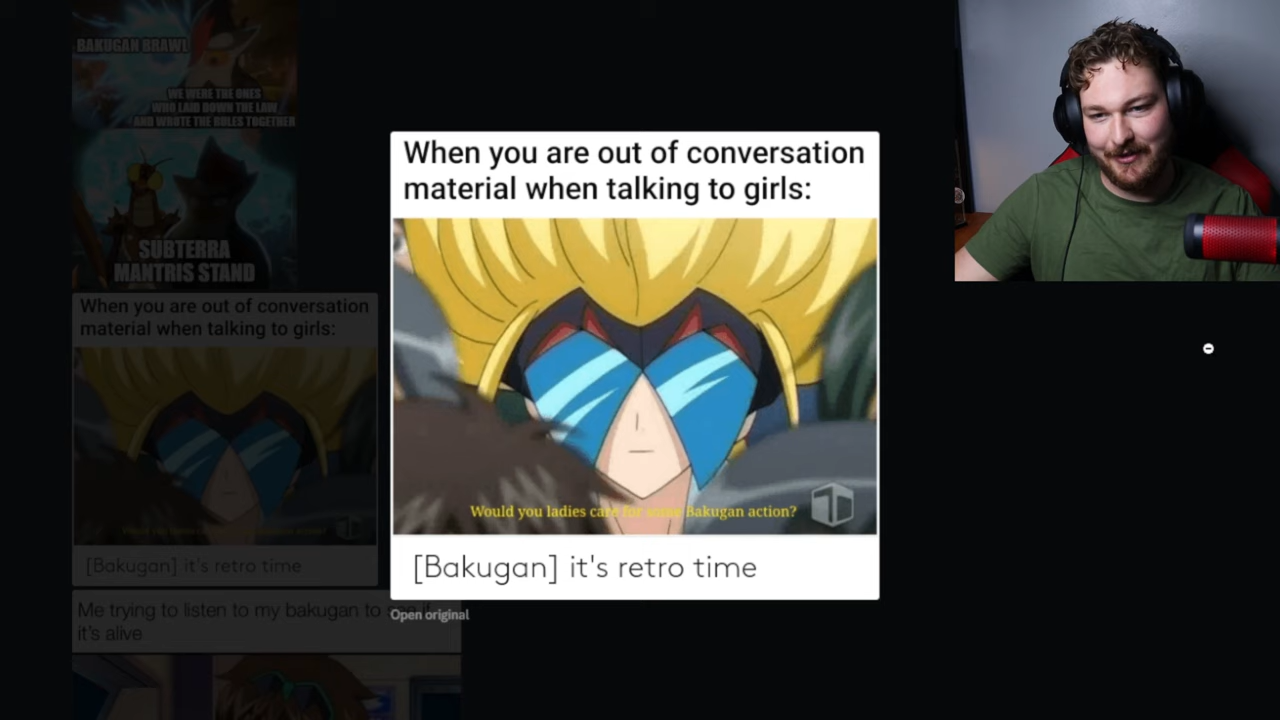 BAKUGAN BRAWL
WE WERE THE ONES
WHO LAID DOWN THE LAW
AND WROTE THE RULES TOGETHER
SUBTERRA
MANTRIS STAND
When you are out of conversation
material when talking to girls:
[Bakugan] it's retro time
Me trying to listen to my bakugan to see if
it's alive
When you are out of conversation
material when talking to girls:
Would you ladies care for some Bakugan action?
[Bakugan] it's retro time
Open original